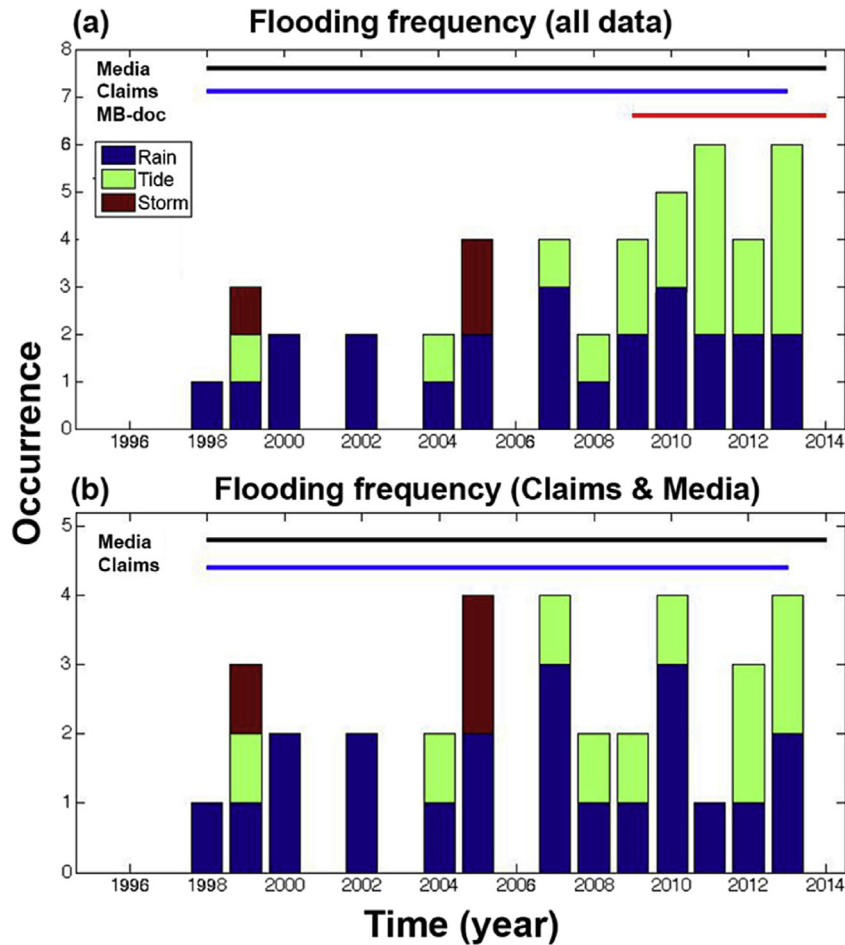 (a) Flooding frequency (all data)
8
Media
7
Claims
MB-doc
6
Rain
5
Tide
Storm
4
3
2
1
0
1996 1998 2000 2002 2004 2006 2008 2010 2012 2014
Occurrence
(b) Flooding frequency (Claims & Media)
5
Media
Claims
4
3
2
1
0
1996 1998 2000 2002 2004 2006 2008 2010 2012 2014
Time (year)